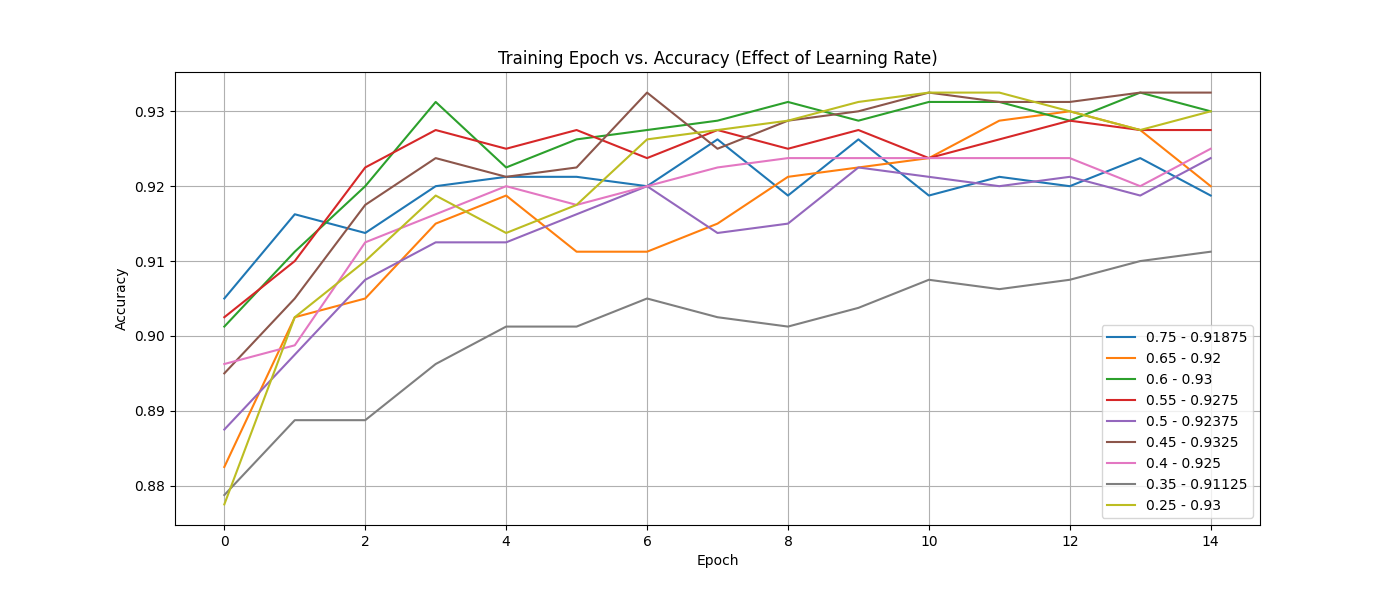 Training Epoch vs. Accuracy (Effect of Learning Rate)
Accuracy
0.93
0.92
0.91
0.90
0.89
0.88
0.75 - 0.91875
0.65 - 0.92
0.6 - 0.93
0.55 - 0.9275
0.5 - 0.92375
0.45 - 0.9325
0.4 - 0.925
0.35 - 0.91125
0.25 - 0.93
0 2 4 6 8 10 12 14
Epoch